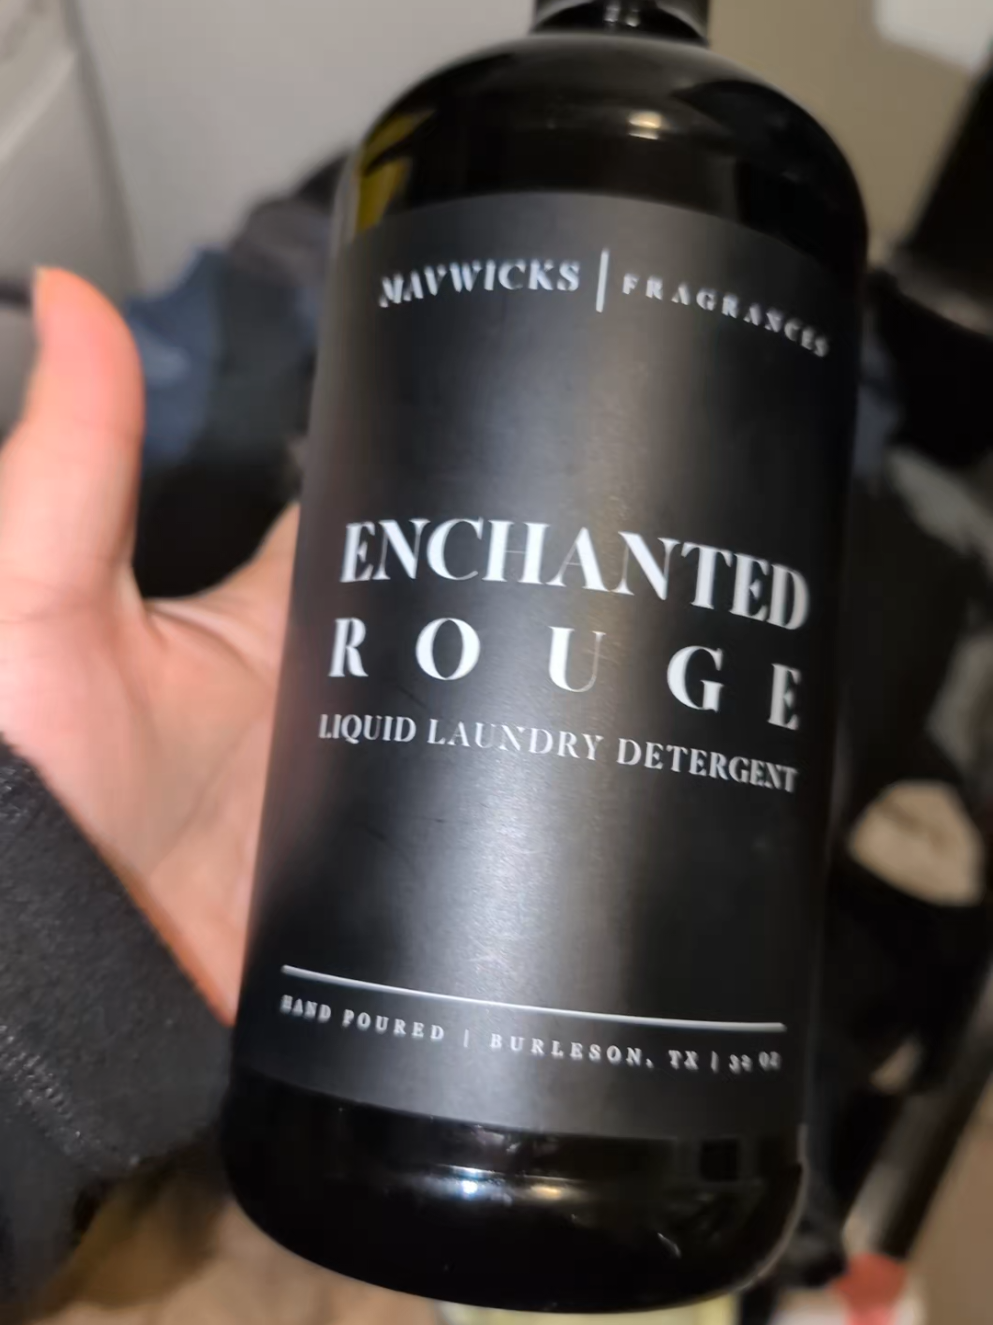 MAVWICKS | FRAGRANCES
ENCHANTED
ROUGE
LIQUID LAUNDRY DETERGENT
HAND POURED | BURLESON, TX | 32 OZ